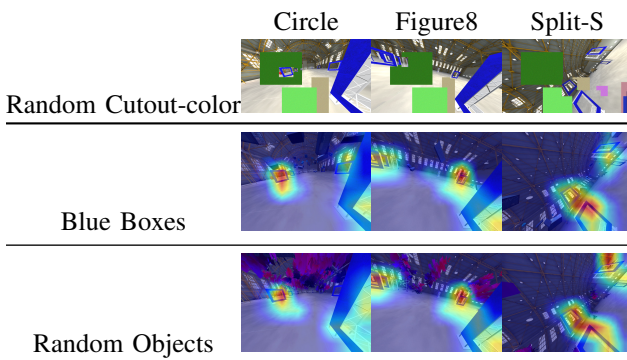 Circle Figure8 Split-S
Random Cutout-color
Blue Boxes
Random Objects